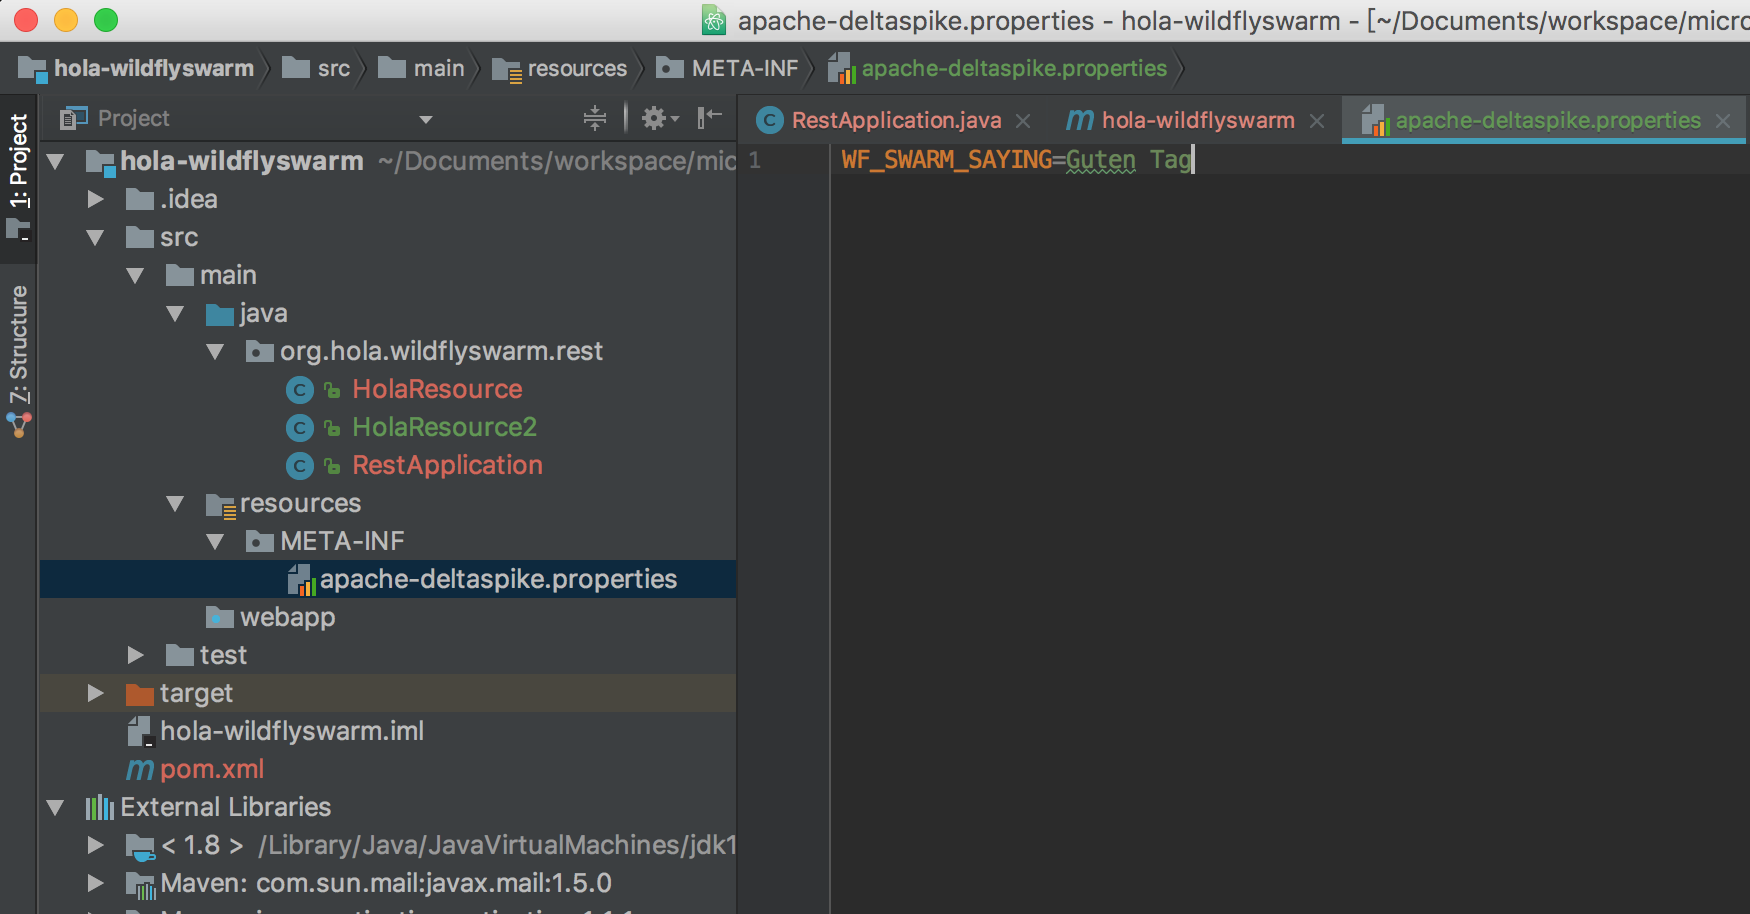 apache-deltaspike.properties - hola-wildflyswarm - [~/Documents/workspace/micro
hola-wildflyswarm src main resources META-INF apache-deltaspike.properties
1: Project
7: Structure
Project
hola-wildflyswarm ~/Documents/workspace/mic
.idea
src
main
java
org.hola.wildflyswarm.rest
C HolaResource
C HolaResource2
C RestApplication
resources
META-INF
apache-deltaspike.properties
webapp
test
target
hola-wildflyswarm.iml
m pom.xml
External Libraries
< 1.8 > /Library/Java/JavaVirtualMachines/jdk1
Maven: com.sun.mail:javax.mail:1.5.0
C RestApplication.java m hola-wildflyswarm apache-deltaspike.properties
1 WF_SWARM_SAYING=Guten Tag